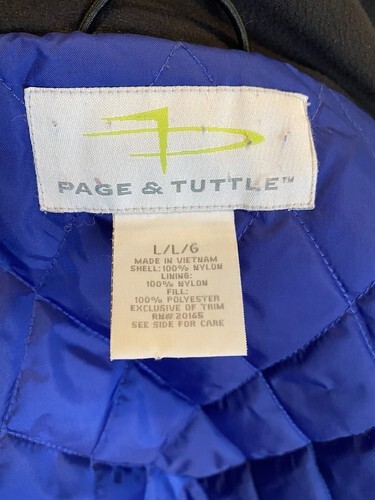 PAGE & TUTTLE™
L/L/G
MADE IN VIETNAM
SHELL: 100% NYLON
LINING:
100% NYLON
FILL:
100% POLYESTER
EXCLUSIVE OF TRIM
RN# 20165
SEE SIDE FOR CARE